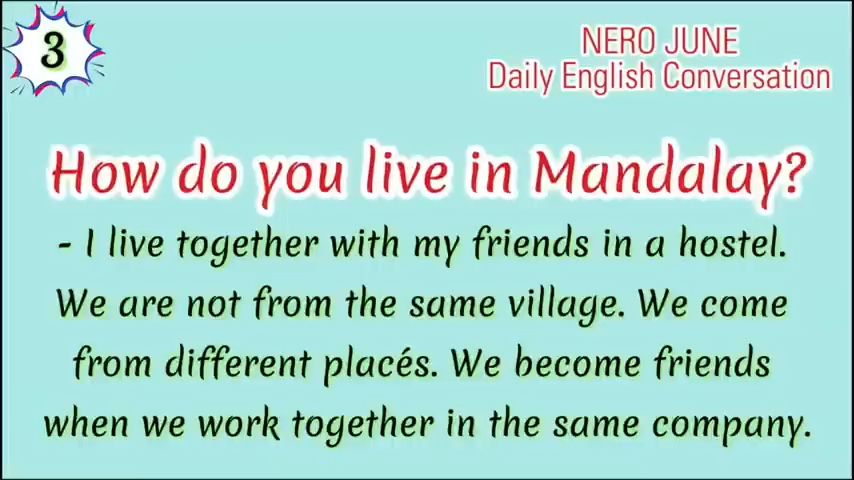 3
NERO JUNE
Daily English Conversation
How do you live in Mandalay?
- I live together with my friends in a hostel.
We are not from the same village. We come
from different placés. We become friends
when we work together in the same company.